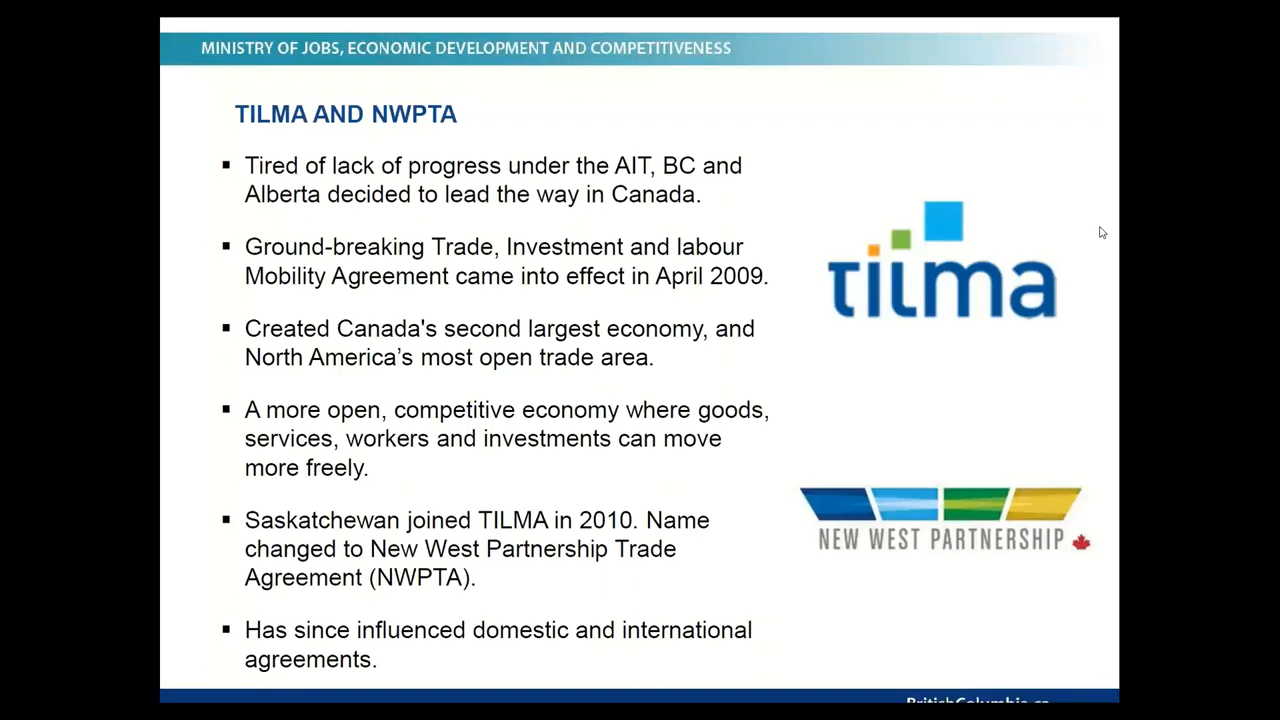 MINISTRY OF JOBS, ECONOMIC DEVELOPMENT AND COMPETITIVENESS
TILMA AND NWPTA
▪ Tired of lack of progress under the AIT, BC and
Alberta decided to lead the way in Canada.
▪ Ground-breaking Trade, Investment and labour
Mobility Agreement came into effect in April 2009.
▪ Created Canada's second largest economy, and
North America’s most open trade area.
▪ A more open, competitive economy where goods,
services, workers and investments can move
more freely.
▪ Saskatchewan joined TILMA in 2010. Name
changed to New West Partnership Trade
Agreement (NWPTA).
▪ Has since influenced domestic and international
agreements.
tilma
NEW WEST PARTNERSHIP
BritishColumbia.ca